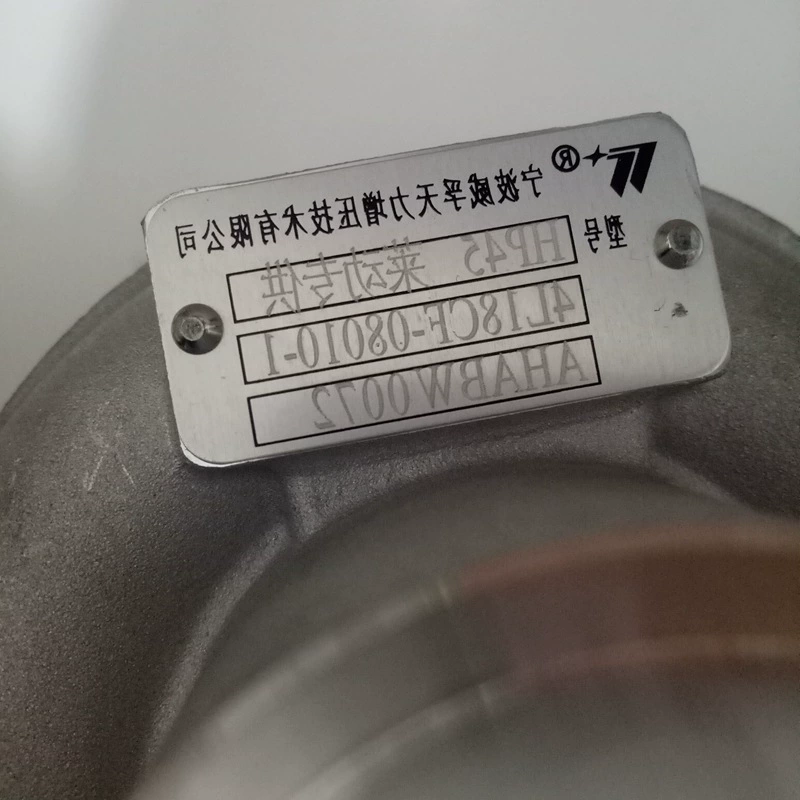 宁波威孚天力增压技术有限公司
型号 HP45 莱动专供
4L18CF-08010-1
AHABW0072